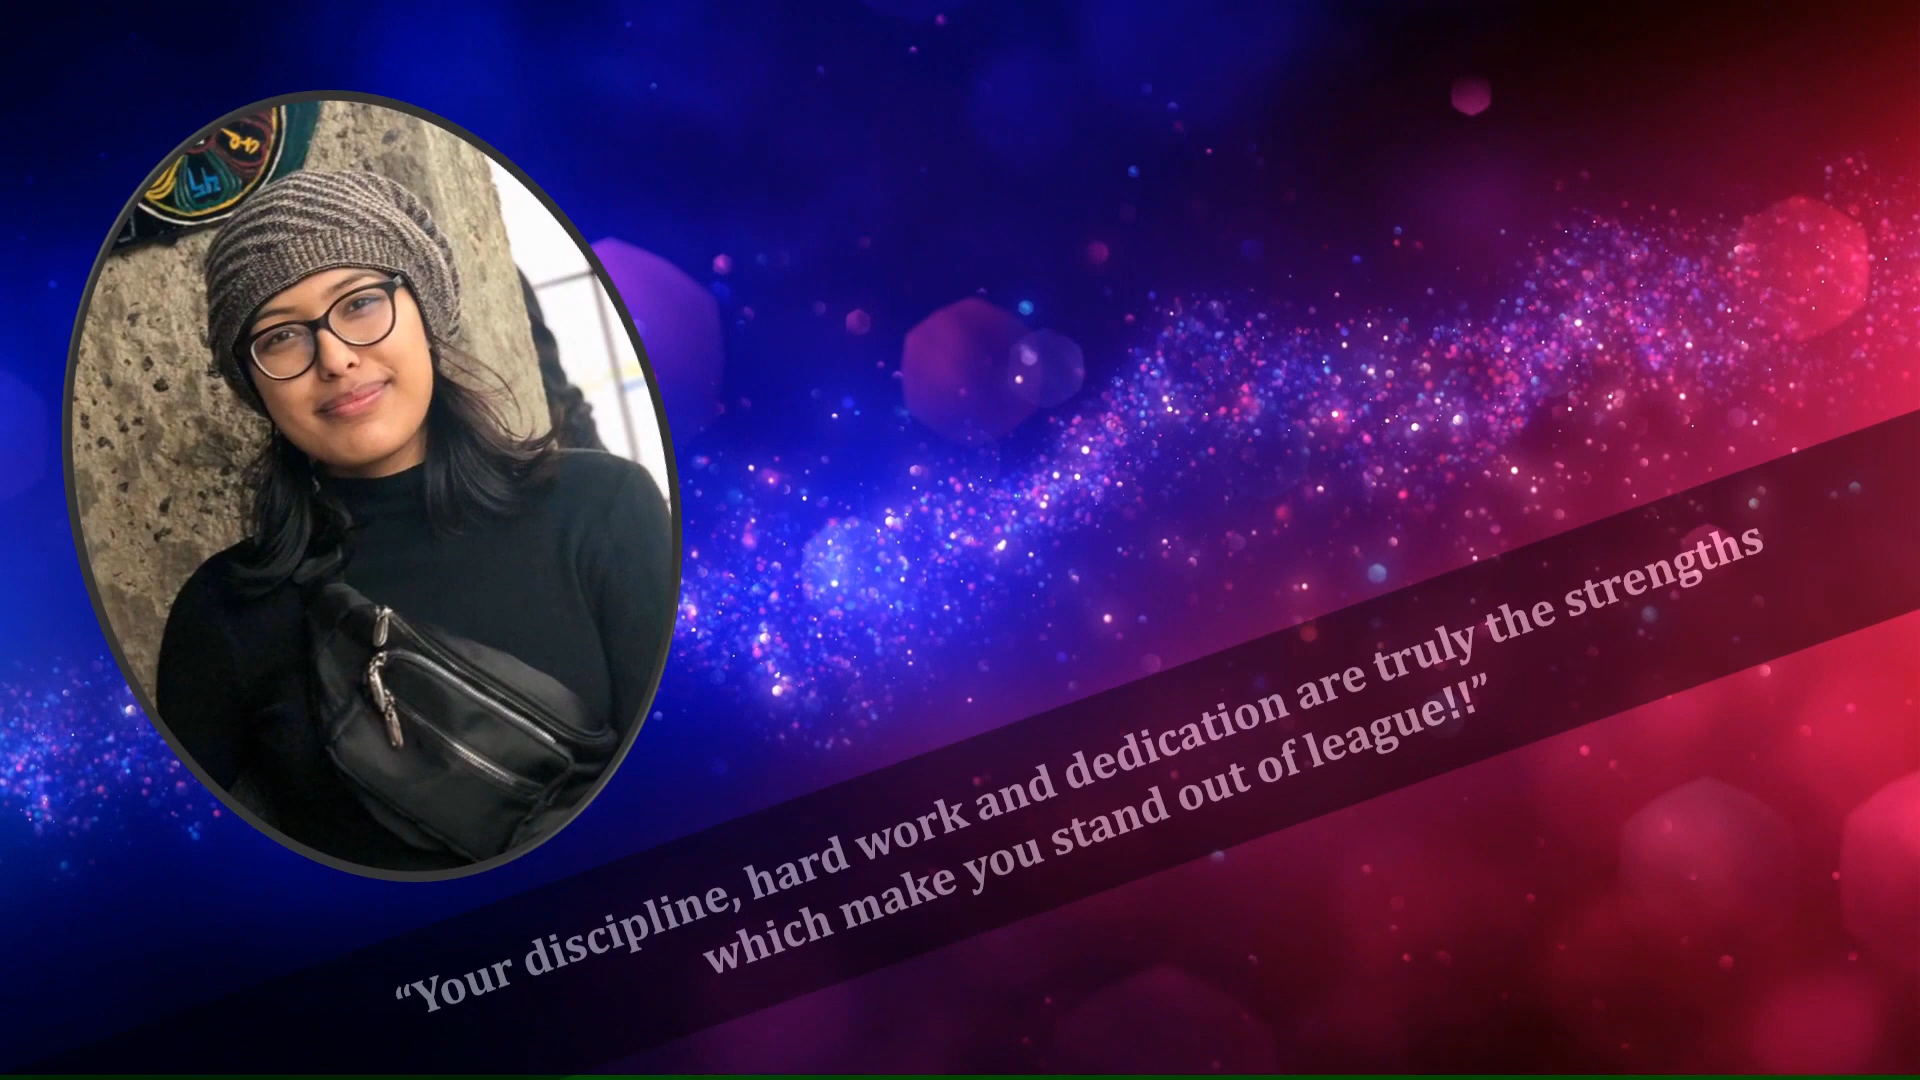 “Your discipline, hard work and dedication are truly the strengths
which make you stand out of league!!”